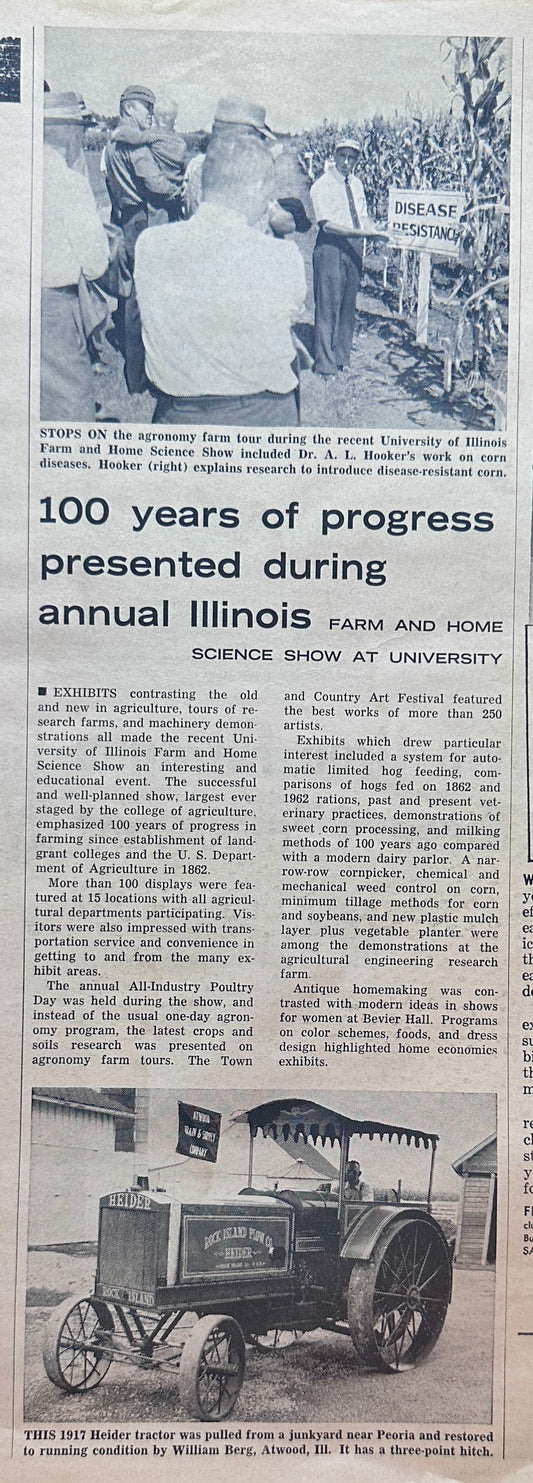 DISEASE
RESISTANCE
STOPS ON the agronomy farm tour during the recent University of Illinois
Farm and Home Science Show included Dr. A. L. Hooker's work on corn
diseases. Hooker (right) explains research to introduce disease-resistant corn.
100 years of progress
presented during
annual Illinois FARM AND HOME
SCIENCE SHOW AT UNIVERSITY
■ EXHIBITS contrasting the old
and new in agriculture, tours of re-
search farms, and machinery demon-
strations all made the recent Uni-
versity of Illinois Farm and Home
Science Show an interesting and
educational event. The successful
and well-planned show, largest ever
staged by the college of agriculture,
emphasized 100 years of progress in
farming since establishment of land-
grant colleges and the U. S. Depart-
ment of Agriculture in 1862.
More than 100 displays were fea-
tured at 15 locations with all agricul-
tural departments participating. Vis-
itors were also impressed with trans-
portation service and convenience in
getting to and from the many ex-
hibit areas.
The annual All-Industry Poultry
Day was held during the show, and
instead of the usual one-day agron-
omy program, the latest crops and
soils research was presented on
agronomy farm tours. The Town
and Country Art Festival featured
the best works of more than 250
artists.
Exhibits which drew particular
interest included a system for auto-
matic limited hog feeding, com-
parisons of hogs fed on 1862 and
1962 rations, past and present vet-
erinary practices, demonstrations of
sweet corn processing, and milking
methods of 100 years ago compared
with a modern dairy parlor. A nar-
row-row cornpicker, chemical and
mechanical weed control on corn,
minimum tillage methods for corn
and soybeans, and new plastic mulch
layer plus vegetable planter were
among the demonstrations at the
agricultural engineering research
farm.
Antique homemaking was con-
trasted with modern ideas in shows
for women at Bevier Hall. Programs
on color schemes, foods, and dress
design highlighted home economics
exhibits.
ATWOOD
GRAIN & SUPPLY
COMPANY
HEIDER
ROCK ISLAND PLOW CO.
HEIDER
ROCK ISLAND
THIS 1917 Heider tractor was pulled from a junkyard near Peoria and restored
to running condition by William Berg, Atwood, Ill. It has a three-point hitch.